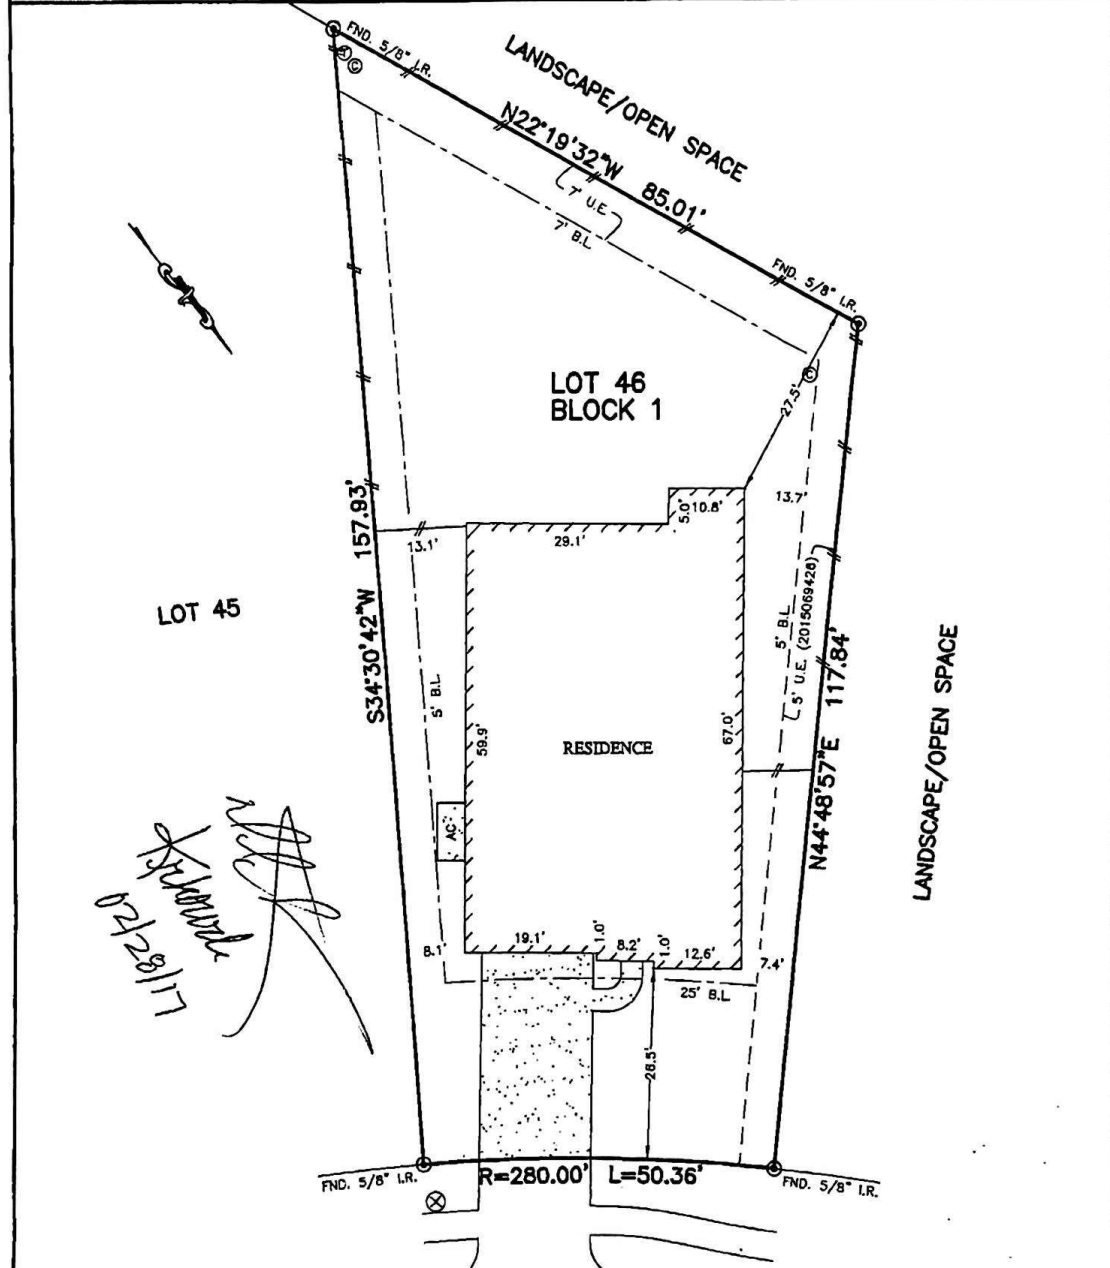 FND. 5/8" I.R.
LANDSCAPE/OPEN SPACE
N22°19'32"W 85.01'
7' U.E.
7' B.L.
FND. 5/8" I.R.
LOT 46
BLOCK 1
27.5'
13.7'
5.0'
10.8'
29.1'
13.1'
S34°30'42"W 157.93'
LOT 45
5' B.L.
59.9'
RESIDENCE
67.0'
5' B.L.
5' U.E. (2015069426)
N44°48'57"E 117.84'
LANDSCAPE/OPEN SPACE
AC
02/28/17
8.1'
19.1'
1.0'
8.2'
1.0'
12.6'
7.4'
25' B.L.
26.5'
R=280.00' L=50.36'
FND. 5/8" I.R.
FND. 5/8" I.R.